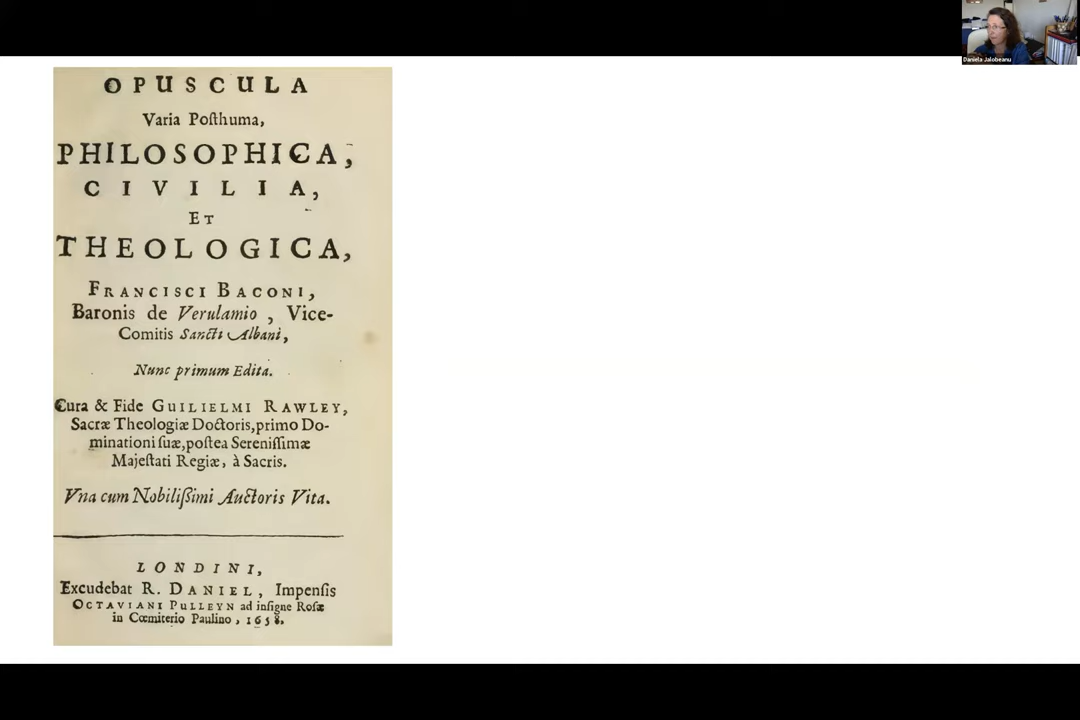 OPUSCULA
Varia Poſthuma,
PHILOSOPHICA,
CIVILIA,
ET
THEOLOGICA,
FRANCISCI BACONI,
Baronis de Verulamio, Vice-
Comitis Sancti Albani,
Nunc primum Edita.
Cura & Fide GUILIELMI RAWLEY,
Sacræ Theologiæ Doctoris, primo Do-
minationi ſuæ, poſtea Sereniſſimæ
Majeſtati Regiæ, à Sacris.
Vna cum Nobiliſſimi Auctoris Vita.
LONDINI,
Excudebat R. DANIEL, Impenſis
OCTAVIANI PULLEYN ad inſigne Roſæ
in Cœmiterio Paulino, 1658.
Daniela Jalobeanu